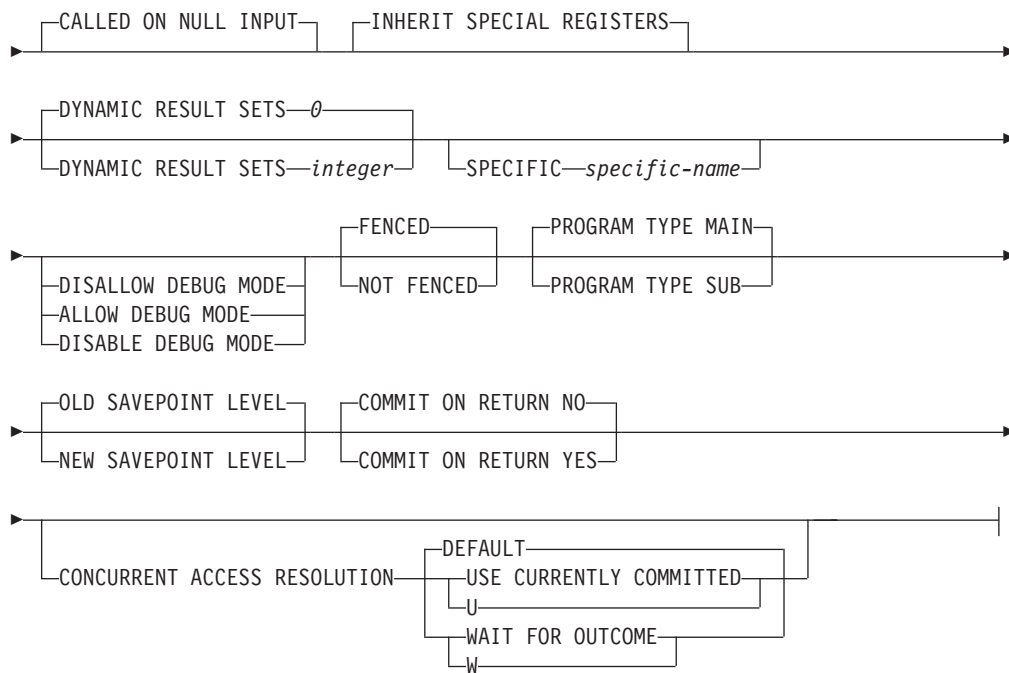 CALLED ON NULL INPUT INHERIT SPECIAL REGISTERS
DYNAMIC RESULT SETS 0
DYNAMIC RESULT SETS integer SPECIFIC specific-name
FENCED PROGRAM TYPE MAIN
DISALLOW DEBUG MODE NOT FENCED PROGRAM TYPE SUB
ALLOW DEBUG MODE
DISABLE DEBUG MODE
OLD SAVEPOINT LEVEL COMMIT ON RETURN NO
NEW SAVEPOINT LEVEL COMMIT ON RETURN YES
DEFAULT
CONCURRENT ACCESS RESOLUTION USE CURRENTLY COMMITTED
U
WAIT FOR OUTCOME
W